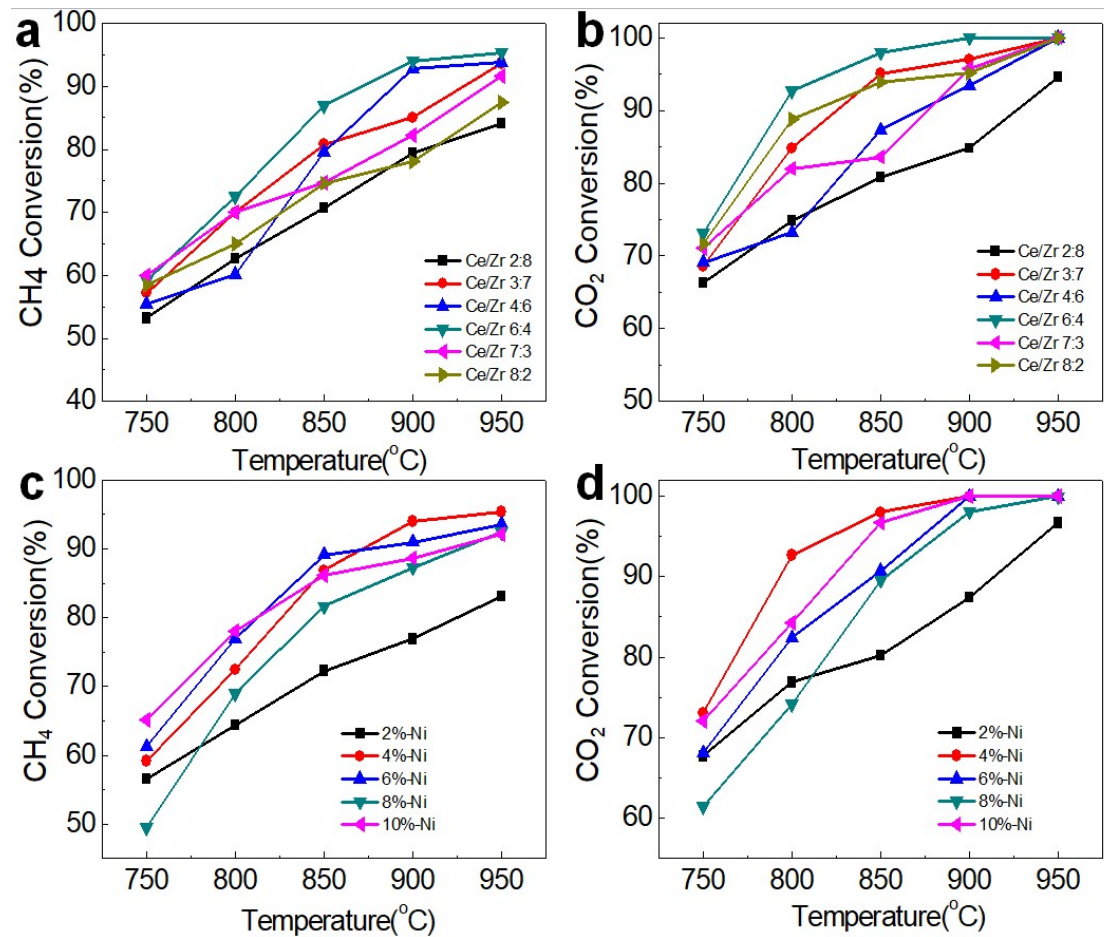 a
CH4 Conversion(%)
100
90
80
70
60
50
40
750 800 850 900 950
Temperature(°C)
Ce/Zr 2:8
Ce/Zr 3:7
Ce/Zr 4:6
Ce/Zr 6:4
Ce/Zr 7:3
Ce/Zr 8:2
b
CO₂ Conversion(%)
100
90
80
70
60
50
750 800 850 900 950
Temperature(°C)
Ce/Zr 2:8
Ce/Zr 3:7
Ce/Zr 4:6
Ce/Zr 6:4
Ce/Zr 7:3
Ce/Zr 8:2
c
CH₄ Conversion(%)
100
90
80
70
60
50
750 800 850 900 950
Temperature(°C)
2%-Ni
4%-Ni
6%-Ni
8%-Ni
10%-Ni
d
CO₂ Conversion(%)
100
90
80
70
60
750 800 850 900 950
Temperature(°C)
2%-Ni
4%-Ni
6%-Ni
8%-Ni
10%-Ni